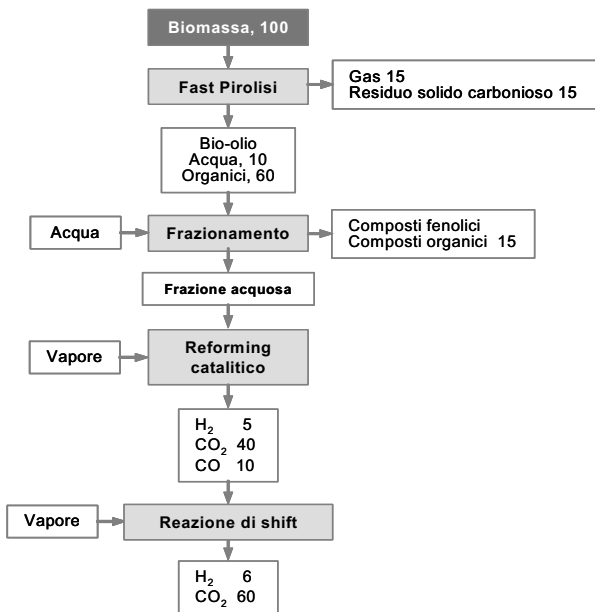 Biomassa, 100
Fast Pirolisi
Gas 15
Residuo solido carbonioso 15
Bio-olio
Acqua, 10
Organici, 60
Acqua
Frazionamento
Composti fenolici
Composti organici 15
Frazione acquosa
Vapore
Reforming
catalitico
H₂ 5
CO₂ 40
CO 10
Vapore
Reazione di shift
H₂ 6
CO₂ 60